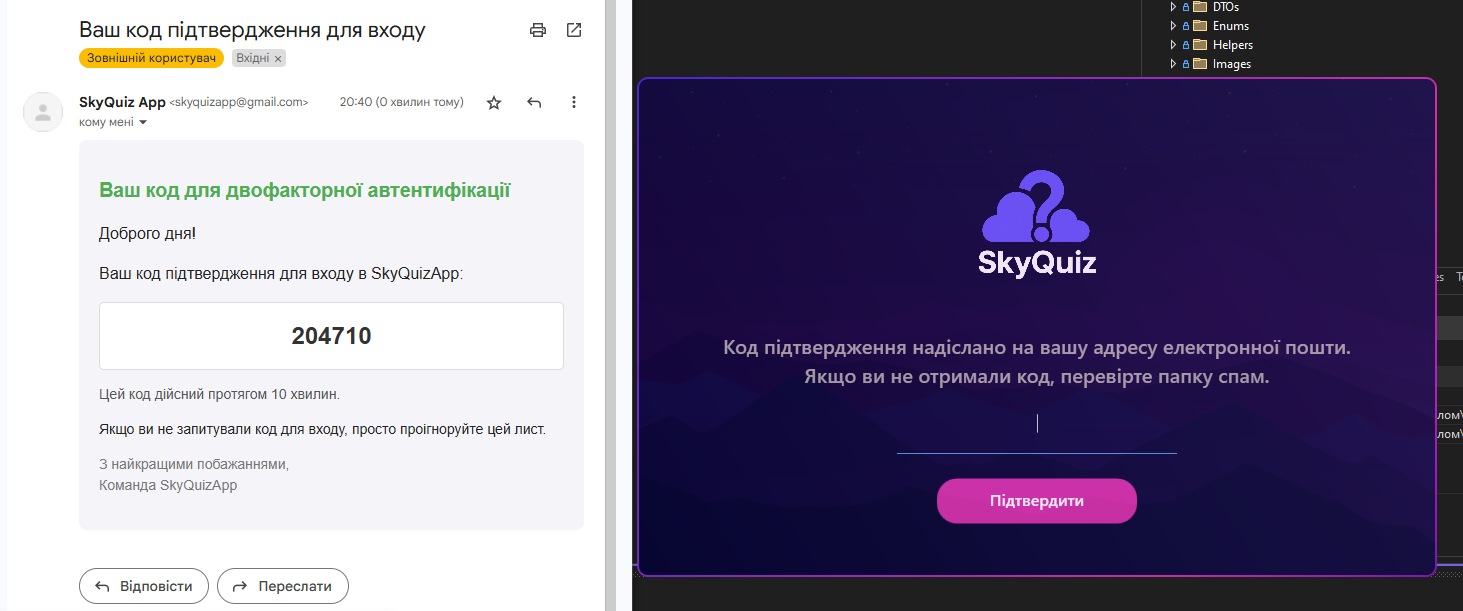 Ваш код підтвердження для входу
Зовнішній користувач
Вхідні ×
SkyQuiz App <skyquizapp@gmail.com>
20:40 (0 хвилин тому)
кому мені
Ваш код для двофакторної автентифікації
Доброго дня!
Ваш код підтвердження для входу в SkyQuizApp:
204710
Цей код дійсний протягом 10 хвилин.
Якщо ви не запитували код для входу, просто проігноруйте цей лист.
З найкращими побажаннями,
Команда SkyQuizApp
Відповісти
Переслати
DTOs
Enums
Helpers
Images
SkyQuiz
Код підтвердження надіслано на вашу адресу електронної пошти.
Якщо ви не отримали код, перевірте папку спам.
Підтвердити